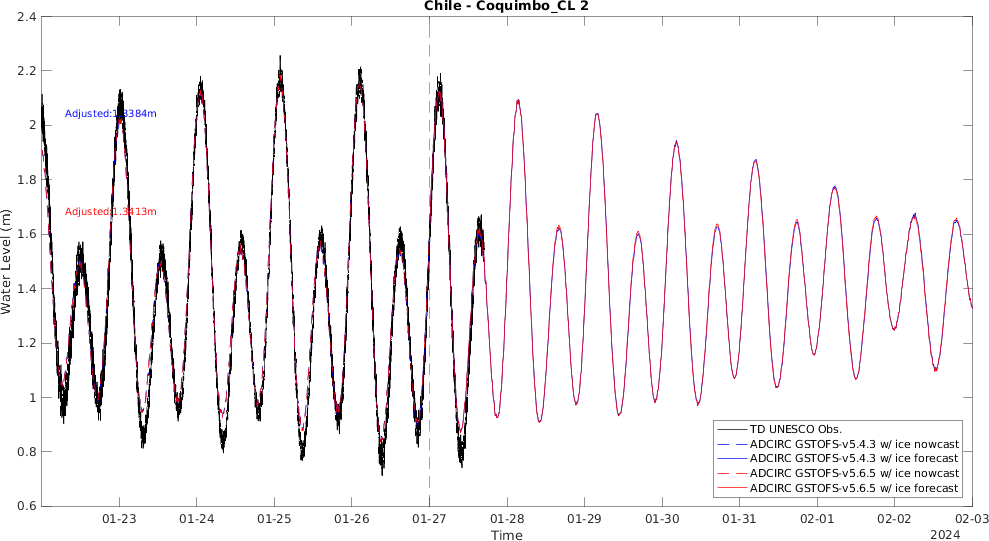 Chile - Coquimbo_CL 2
2.4
2.2
2
1.8
1.6
1.4
1.2
1
0.8
0.6
Water Level (m)
Adjusted:1.3384m
Adjusted:1.3413m
TD UNESCO Obs.
ADCIRC GSTOFS-v5.4.3 w/ ice nowcast
ADCIRC GSTOFS-v5.4.3 w/ ice forecast
ADCIRC GSTOFS-v5.6.5 w/ ice nowcast
ADCIRC GSTOFS-v5.6.5 w/ ice forecast
01-23 01-24 01-25 01-26 01-27 01-28 01-29 01-30 01-31 02-01 02-02 02-03
Time
2024